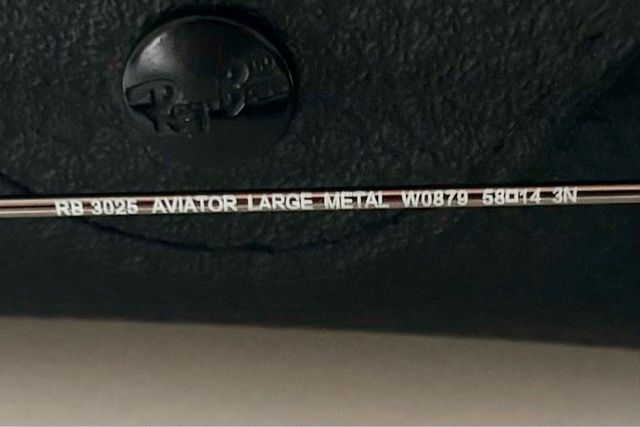 Ray-Ban
RB 3025 AVIATOR LARGE METAL W0879 58□14 3N